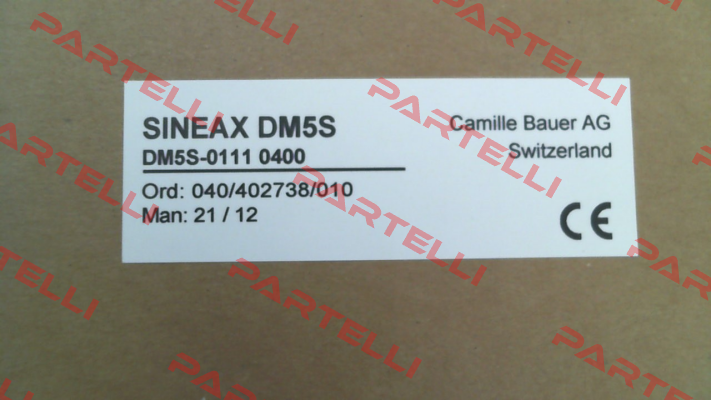 SINEAX DM5S
DM5S-0111 0400
Ord: 040/402738/010
Man: 21 / 12
Camille Bauer AG
Switzerland
CE
PARTELLI
PARTELLI
PARTELLI
PARTELLI
PARTELLI
PARTELLI
PARTELLI
PARTELLI